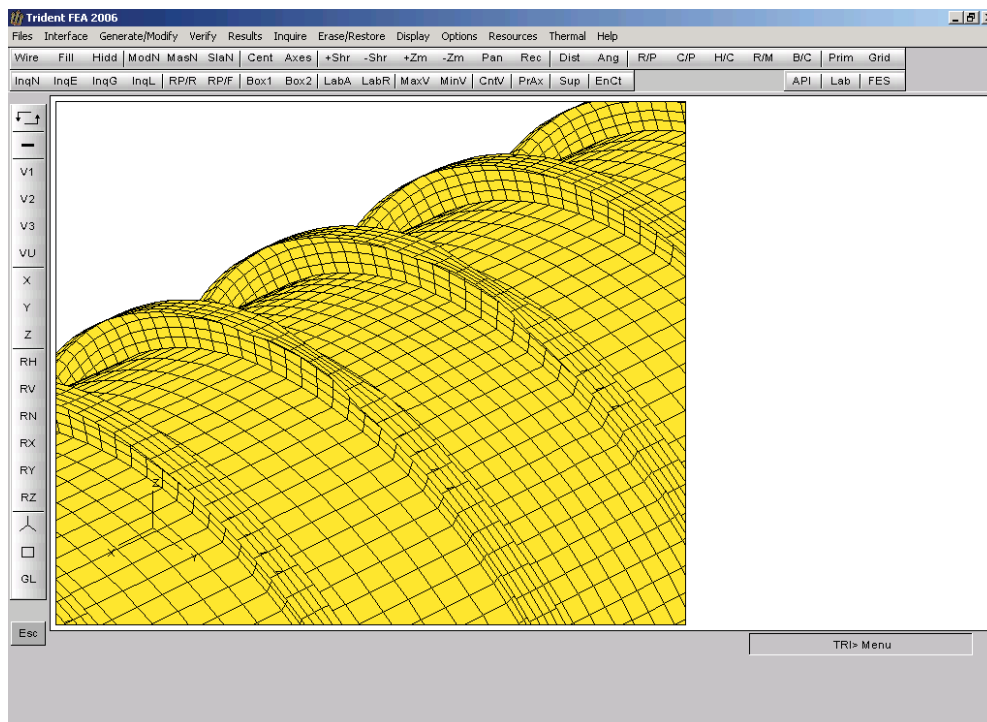 Trident FEA 2006
Files Interface Generate/Modify Verify Results Inquire Erase/Restore Display Options Resources Thermal Help
Wire Fill Hidd ModN MasN SlaN Cent Axes +Shr -Shr +Zm -Zm Pan Rec Dist Ang R/P C/P H/C R/M B/C Prim Grid
InqN InqE InqG InqL RP/R RP/F Box1 Box2 LabA LabR MaxV MinV CntV PrAx Sup EnCt API Lab FES
V1
V2
V3
VU
X
Y
Z
RH
RV
RN
RX
RY
RZ
GL
Z
X
Y
Esc
TRI> Menu